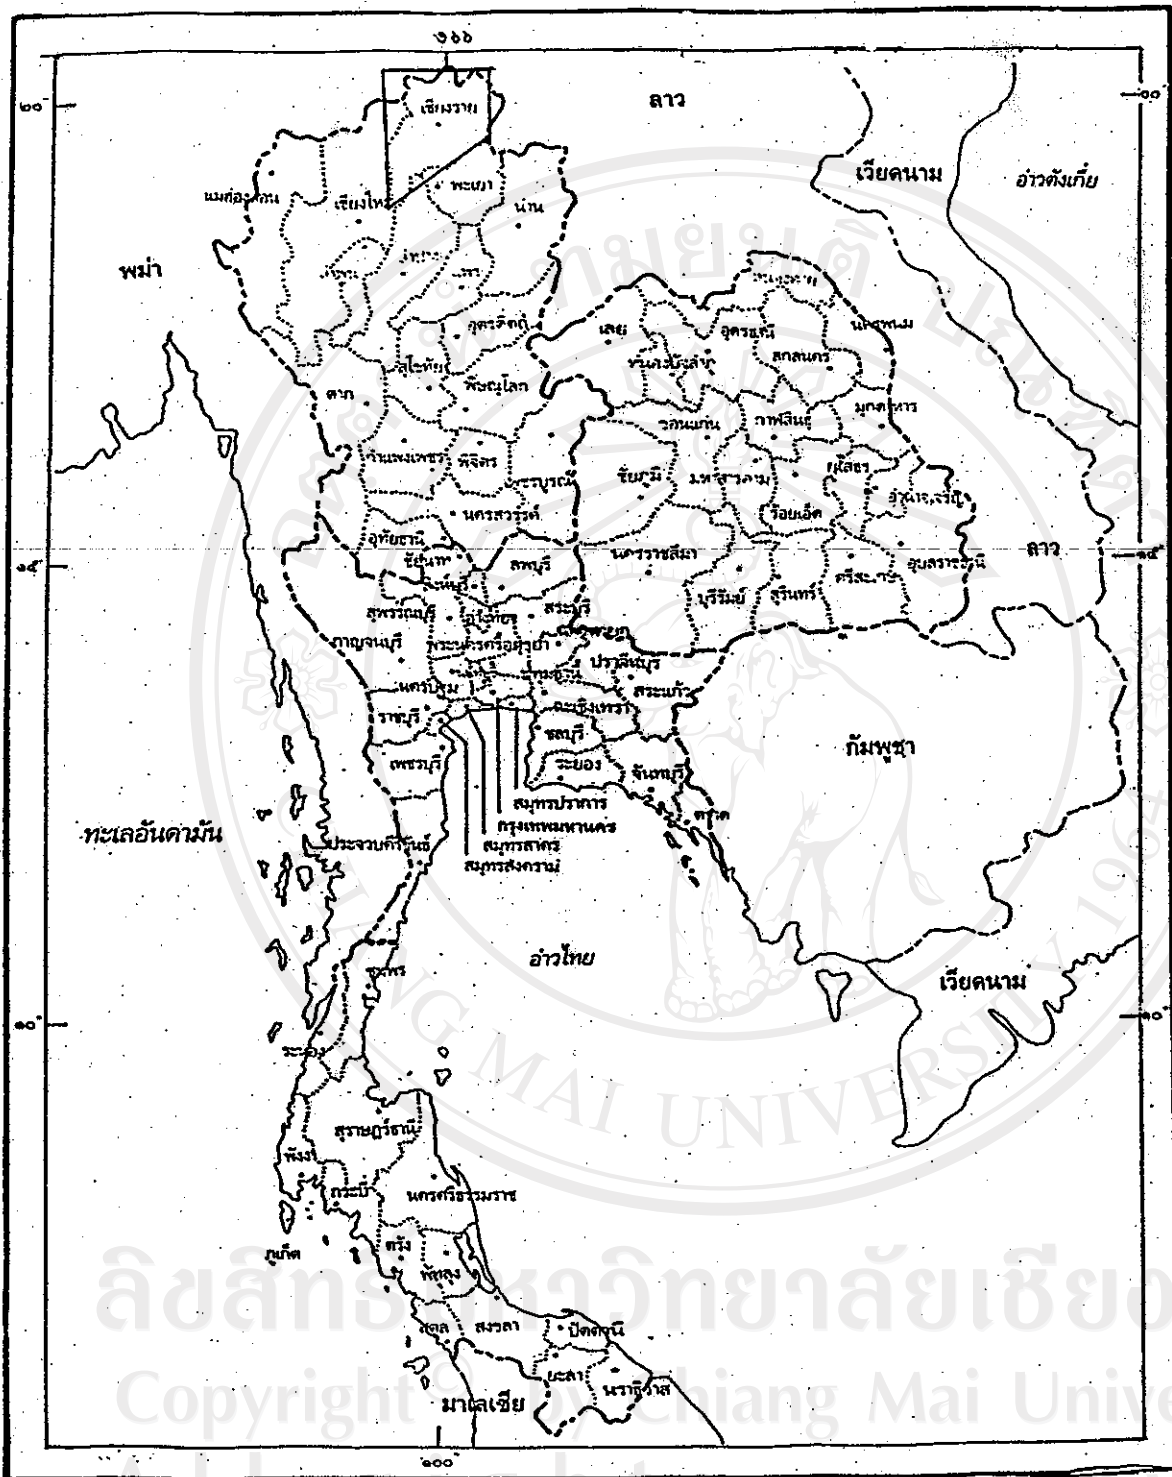 ๑๐๐
๒๐°
เชียงราย
ลาว
เวียดนาม
อ่าวตังเกี๋ย
พะเยา
น่าน
เชียงใหม่
พม่า
อุตรดิตถ์
เลย
อุดรธานี
นครพนม
สกลนคร
สุโขทัย
พิษณุโลก
ตาก
ขอนแก่น
กาฬสินธุ์
มุกดาหาร
กำแพงเพชร
พิจิตร
เพชรบูรณ์
ชัยภูมิ
มหาสารคาม
ยโสธร
อำนาจเจริญ
ร้อยเอ็ด
นครสวรรค์
อุทัยธานี
ชัยนาท
ลพบุรี
นครราชสีมา
ลาว
๑๕°
๑๕°
อุบลราชธานี
ศรีสะเกษ
บุรีรัมย์
สุรินทร์
สระบุรี
สุพรรณบุรี
กาญจนบุรี
พระนครศรีอยุธยา
ปราจีนบุรี
สระแก้ว
นครปฐม
ฉะเชิงเทรา
ราชบุรี
ชลบุรี
เพชรบุรี
ระยอง
จันทบุรี
กัมพูชา
ตราด
สมุทรปราการ
กรุงเทพมหานคร
สมุทรสาคร
สมุทรสงคราม
ทะเลอันดามัน
ประจวบคีรีขันธ์
อ่าวไทย
ชุมพร
เวียดนาม
๑๐°
๑๐°
ระนอง
สุราษฎร์ธานี
พังงา
กระบี่
นครศรีธรรมราช
ภูเก็ต
ตรัง
พัทลุง
สตูล
สงขลา
ปัตตานี
ยะลา
นราธิวาส
มาเลเซีย
๑๐๐°
CHIANG MAI UNIVERSITY 1964
ลิขสิทธิ์มหาวิทยาลัยเชียง
Copyright by Chiang Mai Unive